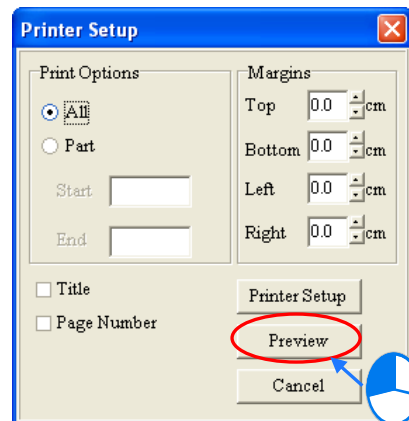 Printer Setup
Print Options
All
Part
Start
End
Margins
Top 0.0 cm
Bottom 0.0 cm
Left 0.0 cm
Right 0.0 cm
Title
Page Number
Printer Setup
Preview
Cancel